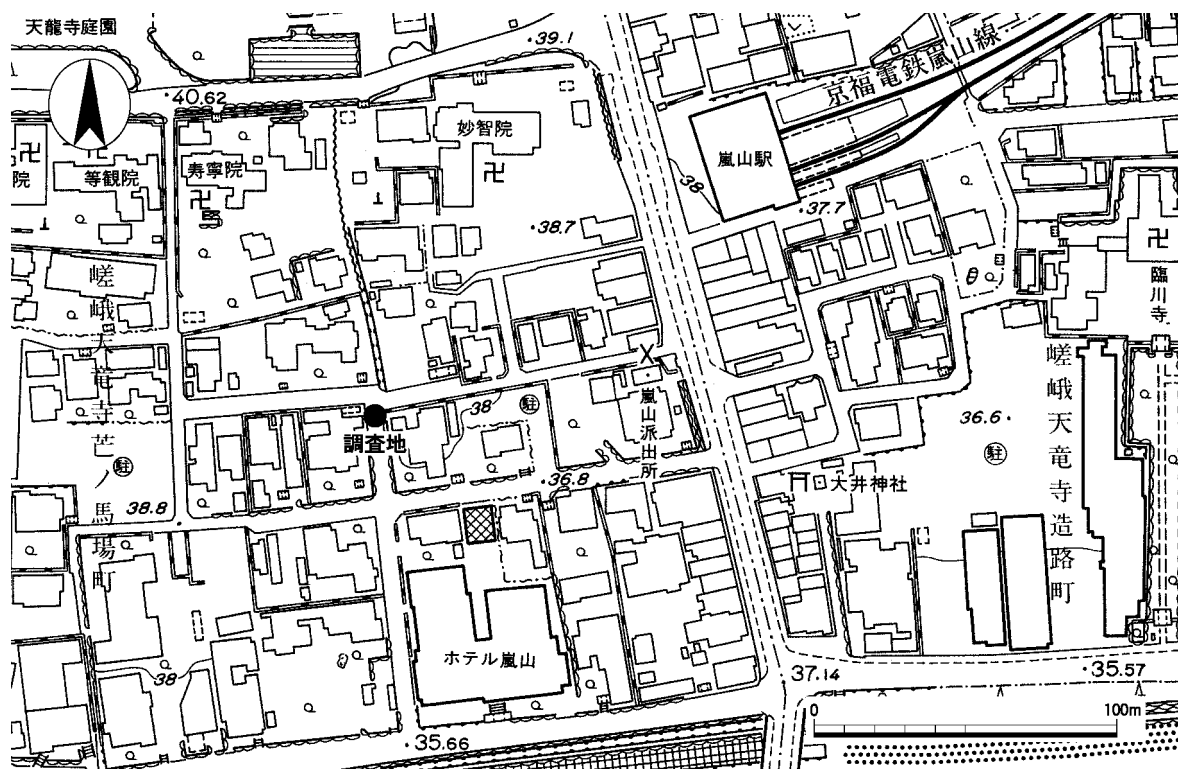 天龍寺庭園
39.1
40.62
京福電鉄嵐山線
妙智院
嵐山駅
院
等観院
寿寧院
38
37.7
38.7
臨川寺
嵯峨天竜寺芒ノ馬場町
嵯峨天竜寺造路町
X
嵐山派出所
38
駐
調査地
36.6
駐
駐
38.8
36.8
大井神社
ホテル嵐山
38
37.14
35.57
35.66
0 100m